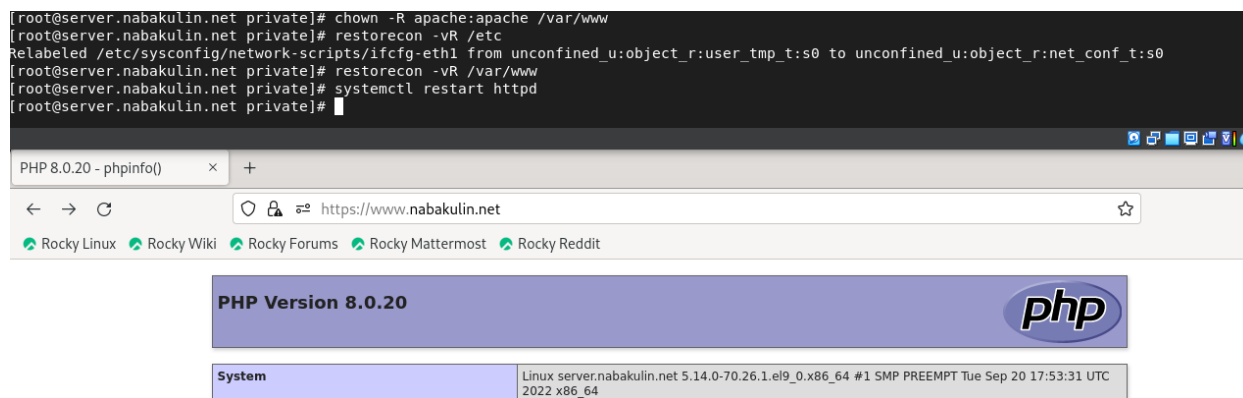 [root@server.nabakulin.net private]# chown -R apache:apache /var/www
[root@server.nabakulin.net private]# restorecon -vR /etc
Relabeled /etc/sysconfig/network-scripts/ifcfg-eth1 from unconfined_u:object_r:user_tmp_t:s0 to unconfined_u:object_r:net_conf_t:s0
[root@server.nabakulin.net private]# restorecon -vR /var/www
[root@server.nabakulin.net private]# systemctl restart httpd
[root@server.nabakulin.net private]#
PHP 8.0.20 - phpinfo()
https://www.nabakulin.net
Rocky Linux Rocky Wiki Rocky Forums Rocky Mattermost Rocky Reddit
PHP Version 8.0.20
php
System Linux server.nabakulin.net 5.14.0-70.26.1.el9_0.x86_64 #1 SMP PREEMPT Tue Sep 20 17:53:31 UTC
2022 x86_64